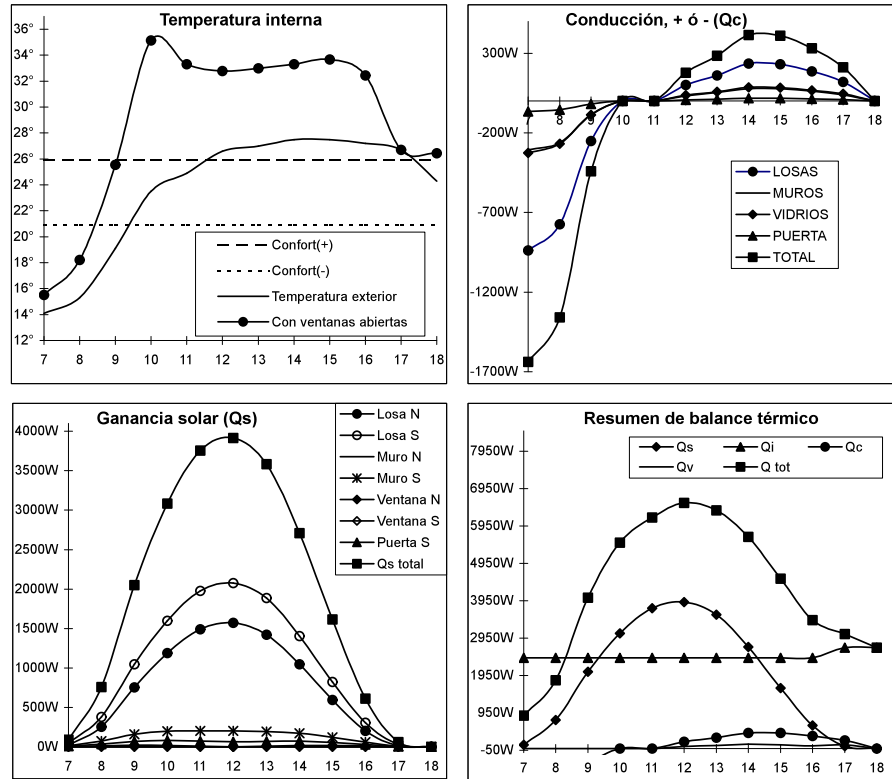 Temperatura interna
36°
34°
32°
30°
28°
26°
24°
22°
20°
18°
16°
14°
12°
7 8 9 10 11 12 13 14 15 16 17 18
Confort(+)
Confort(-)
Temperatura exterior
Con ventanas abiertas
Conducción, + ó - (Qc)
300W
-200W
-700W
-1200W
-1700W
8 9 10 11 12 13 14 15 16 17 18
LOSAS
MUROS
VIDRIOS
PUERTA
TOTAL
Ganancia solar (Qs)
4000W
3500W
3000W
2500W
2000W
1500W
1000W
500W
0W
7 8 9 10 11 12 13 14 15 16 17 18
Losa N
Losa S
Muro N
Muro S
Ventana N
Ventana S
Puerta S
Qs total
Resumen de balance térmico
7950W
6950W
5950W
4950W
3950W
2950W
1950W
950W
-50W
7 8 9 10 11 12 13 14 15 16 17 18
Qs Qi Qc
Qv Q tot